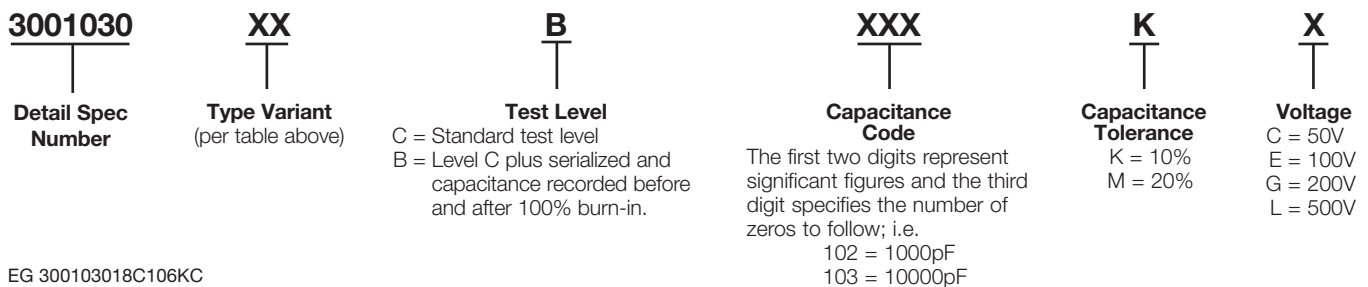 3001030 XX B XXX K X
Detail Spec
Number
Type Variant
(per table above)
Test Level
C = Standard test level
B = Level C plus serialized and
capacitance recorded before
and after 100% burn-in.
Capacitance
Code
The first two digits represent
significant figures and the third
digit specifies the number of
zeros to follow; i.e.
102 = 1000pF
103 = 10000pF
Capacitance
Tolerance
K = 10%
M = 20%
Voltage
C = 50V
E = 100V
G = 200V
L = 500V
EG 300103018C106KC